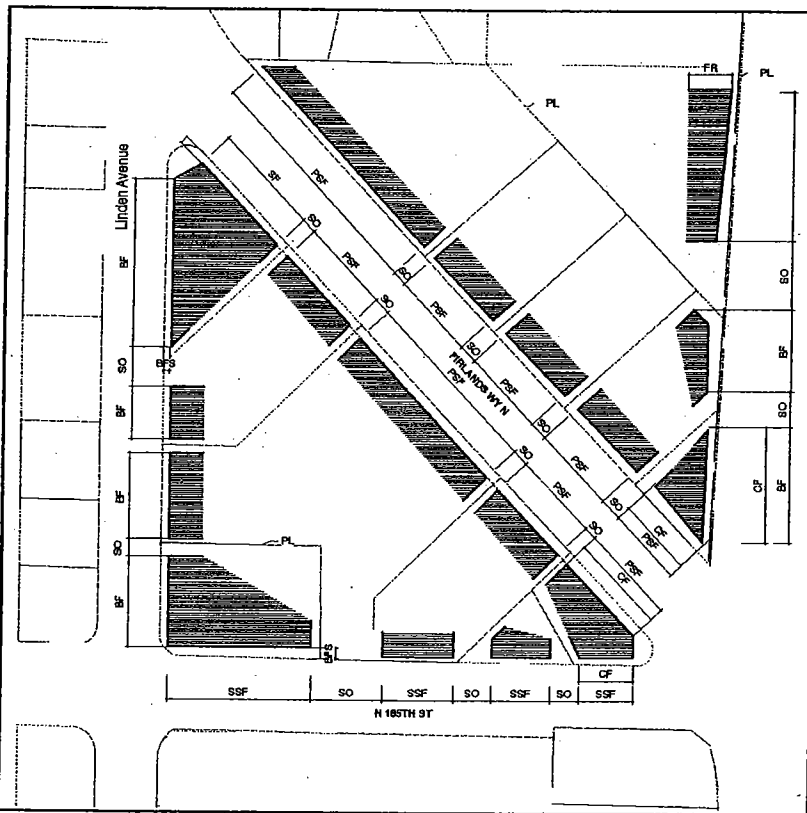 FR
PL
PL
Linden Avenue
SF
PSF
BF
SO
PSF
SO
SO
PSF
SO
SO
BF
BFS
SO
FIRLANDS WY N
PSF
PSF
BF
SO
SO
BF
SO
PSF
PSF
CF
BF
SO
PL
SO
SO
CF
PSF
PSF
CF
BF
BFS
CF
SSF
SO
SSF
SO
SSF
SO
SSF
N 185TH ST